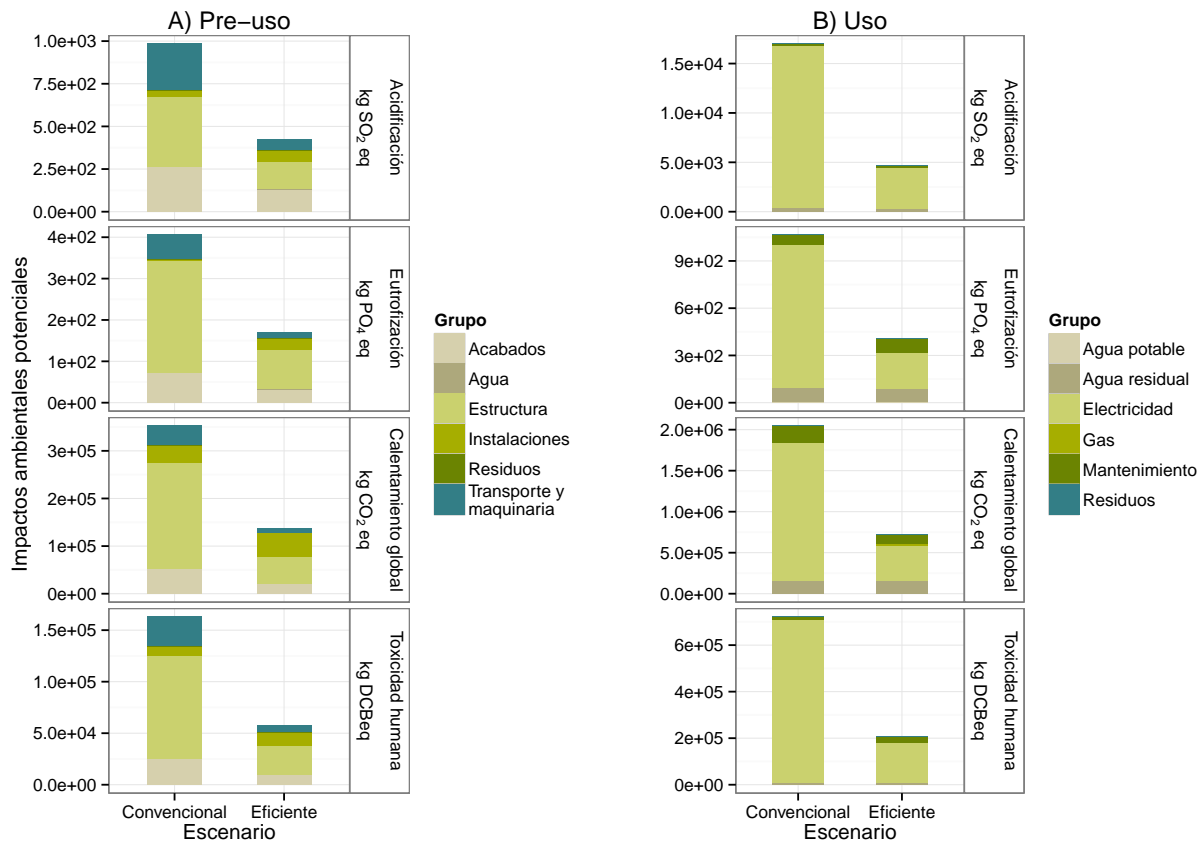 A) Pre−uso
Impactos ambientales potenciales
1.0e+03
7.5e+02
5.0e+02
2.5e+02
0.0e+00
Acidificación
kg SO2 eq
4e+02
3e+02
2e+02
1e+02
0e+00
Eutrofización
kg PO4 eq
3e+05
2e+05
1e+05
0e+00
Calentamiento global
kg CO2 eq
1.5e+05
1.0e+05
5.0e+04
0.0e+00
Toxicidad humana
kg DCBeq
Convencional
Eficiente
Escenario
Grupo
Acabados
Agua
Estructura
Instalaciones
Residuos
Transporte y
maquinaria
B) Uso
1.5e+04
1.0e+04
5.0e+03
0.0e+00
Acidificación
kg SO2 eq
9e+02
6e+02
3e+02
0e+00
Eutrofización
kg PO4 eq
2.0e+06
1.5e+06
1.0e+06
5.0e+05
0.0e+00
Calentamiento global
kg CO2 eq
6e+05
4e+05
2e+05
0e+00
Toxicidad humana
kg DCBeq
Convencional
Eficiente
Escenario
Grupo
Agua potable
Agua residual
Electricidad
Gas
Mantenimiento
Residuos